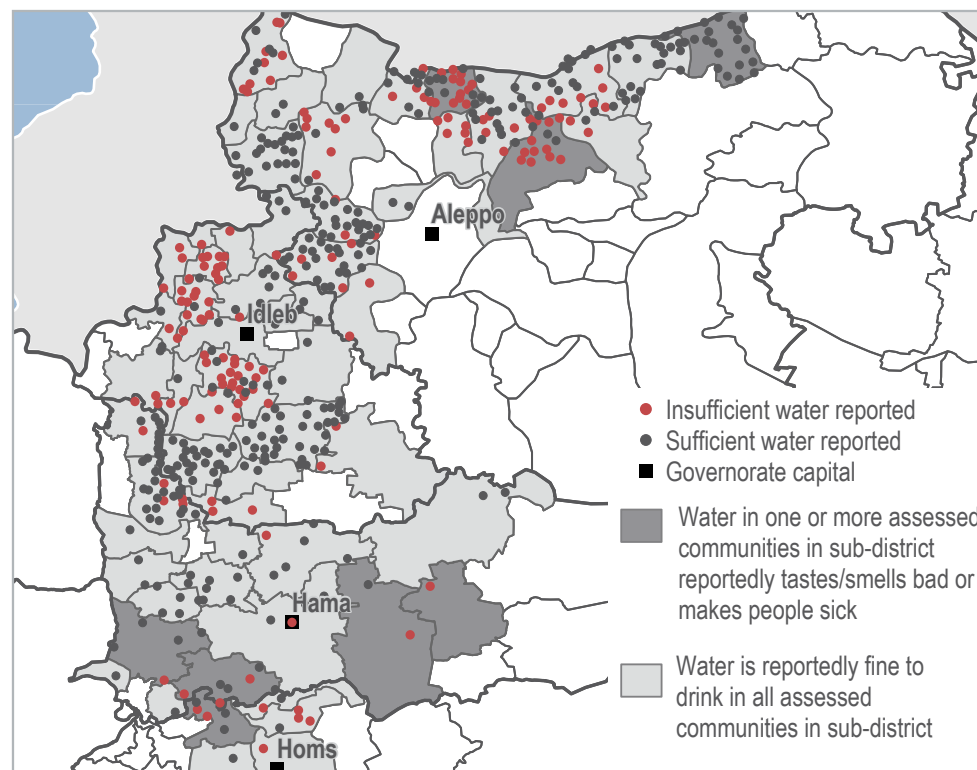 Aleppo
Idleb
Insufficient water reported
Sufficient water reported
Governorate capital
Water in one or more assessed
communities in sub-district
reportedly tastes/smells bad or
makes people sick
Hama
Water is reportedly fine to
drink in all assessed
communities in sub-district
Homs